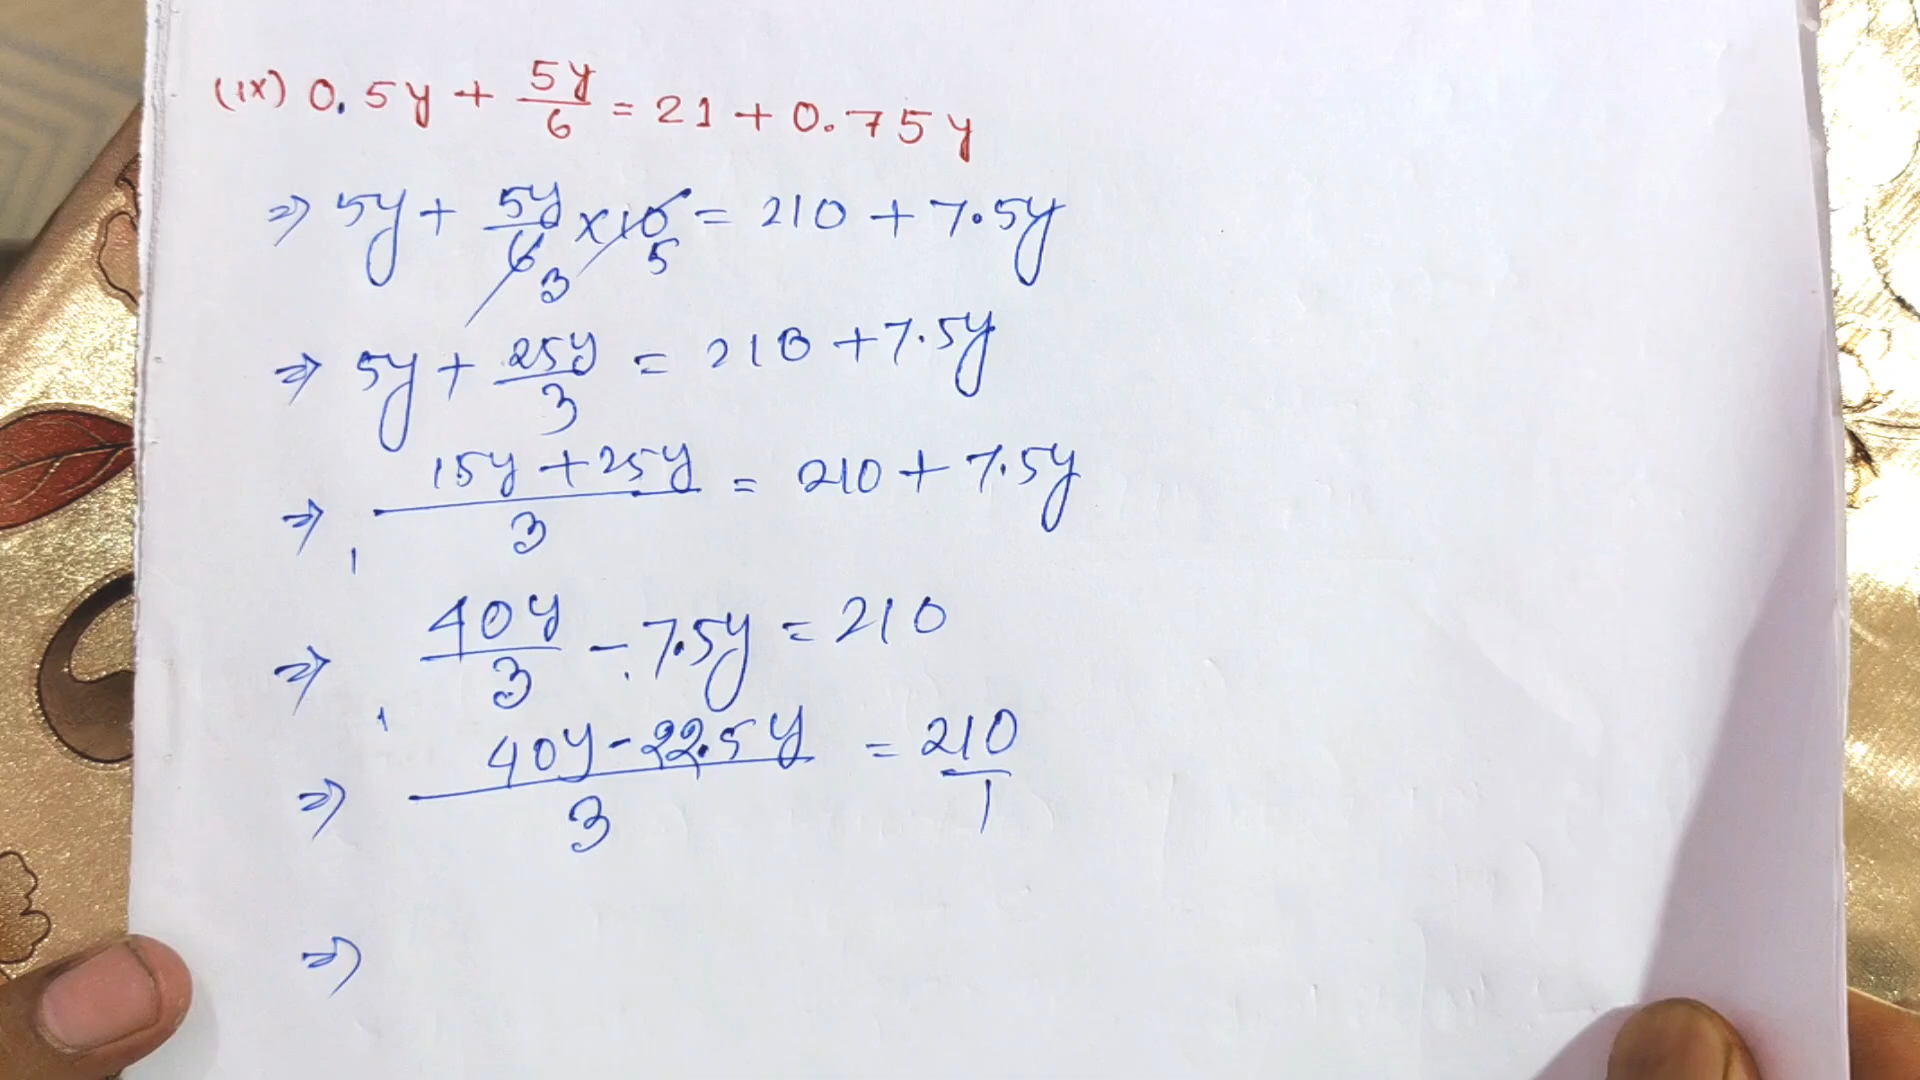 (ix) 0.5y + 5y/6 = 21 + 0.75y
⇒ 5y + 5y/6 3 × 10 5 = 210 + 7.5y
⇒ 5y + 25y/3 = 210 + 7.5y
⇒ 15y + 25y/3 = 210 + 7.5y
⇒ 40y/3 - 7.5y = 210
⇒ 40y - 22.5y/3 = 210/1
⇒